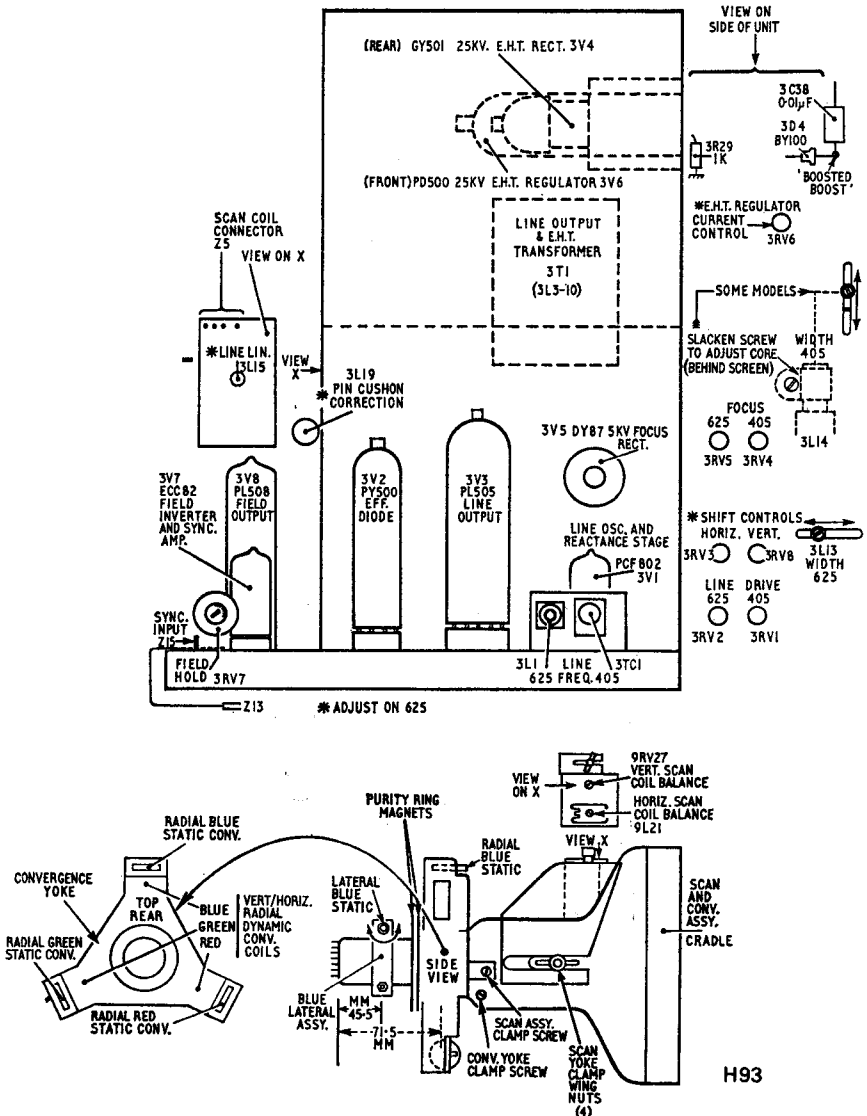 VIEW ON
SIDE OF UNIT
(REAR) GY501 25KV. E.H.T. RECT. 3V4
3C38
0·01µF
3D4
BY100
3R29
1K
'BOOSTED
BOOST'
(FRONT) PD500 25KV E.H.T. REGULATOR 3V6
✱E.H.T. REGULATOR
CURRENT
CONTROL
3RV6
SCAN COIL
CONNECTOR
Z5
VIEW ON X
LINE OUTPUT
& E.H.T.
TRANSFORMER
3T1
(3L3-10)
SOME MODELS
✱LINE LIN.
3L15
VIEW
X
3L19
✱ PIN CUSHON
CORRECTION
SLACKEN SCREW
TO ADJUST CORE
(BEHIND SCREEN)
WIDTH
405
3L14
FOCUS
625 405
3RV5 3RV4
3V5 DY87 5KV FOCUS
RECT.
3V7
ECC82
FIELD
INVERTER
AND SYNC.
AMP.
3V8
PL508
FIELD
OUTPUT
3V2
PY500
EFF.
DIODE
3V3
PL505
LINE
OUTPUT
LINE OSC. AND
REACTANCE STAGE
PCF802
3V1
✱SHIFT CONTROLS
HORIZ. VERT.
3RV3 3RV8
3L13
WIDTH
625
LINE DRIVE
625 405
3RV2 3RV1
SYNC.
INPUT
Z15
FIELD
HOLD 3RV7
3L1 LINE 3TC1
625 FREQ. 405
Z13
✱ADJUST ON 625
9RV27
VERT. SCAN
COIL BALANCE
VIEW
ON X
HORIZ. SCAN
COIL BALANCE
9L21
VIEW X
PURITY RING
MAGNETS
RADIAL BLUE
STATIC CONV.
RADIAL
BLUE
STATIC
CONVERGENCE
YOKE
TOP
REAR
BLUE
GREEN
RED
VERT/HORIZ.
RADIAL
DYNAMIC
CONV.
COILS
LATERAL
BLUE
STATIC
SCAN
AND
CONV.
ASSY.
CRADLE
RADIAL GREEN
STATIC CONV.
SIDE
VIEW
RADIAL RED
STATIC CONV.
BLUE
LATERAL
ASSY.
MM
45·5
71·5
MM
SCAN ASSY.
CLAMP SCREW
CONV. YOKE
CLAMP SCREW
SCAN
YOKE
CLAMP
WING
NUTS
(4)
H93